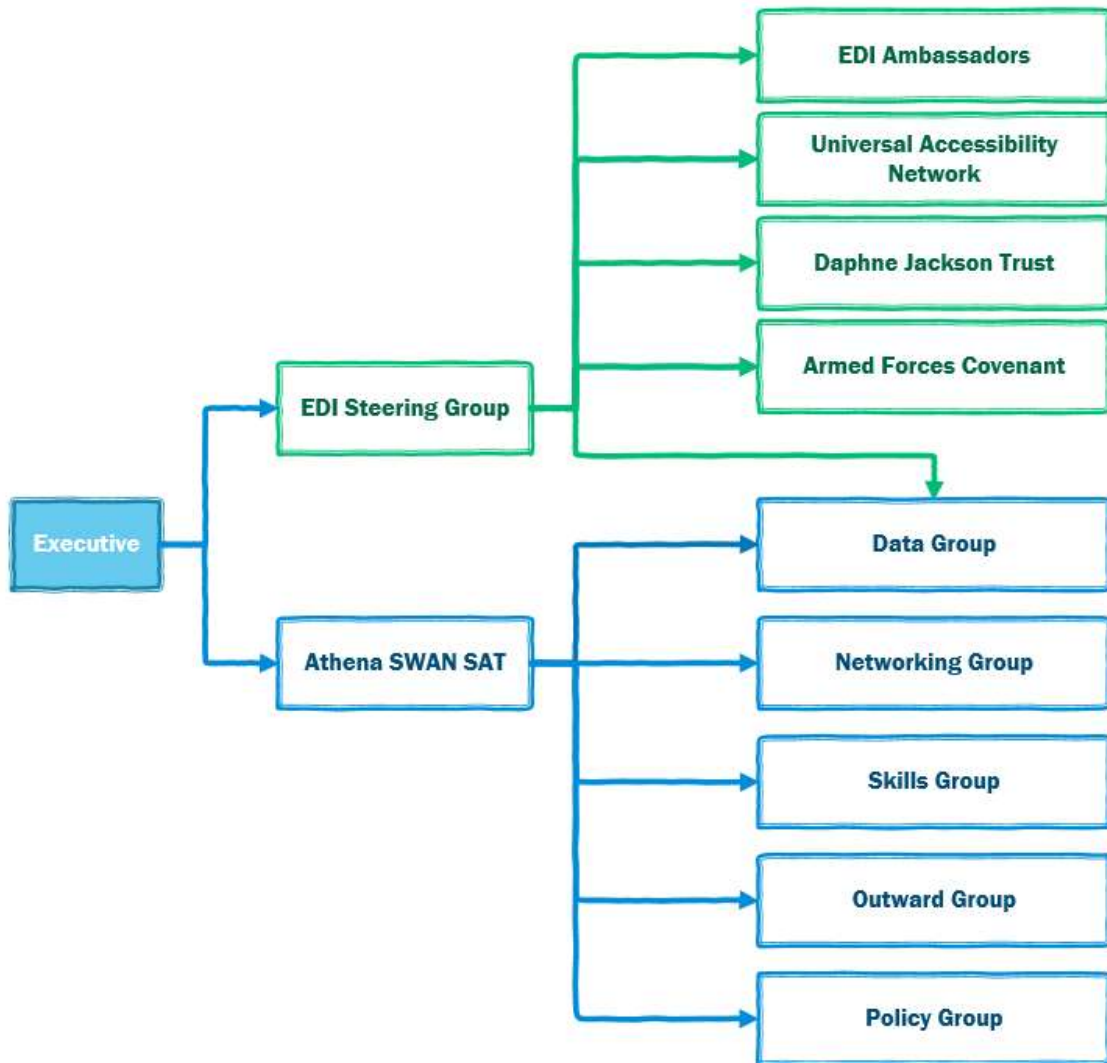 EDI Ambassadors
Universal Accessibility
Network
Daphne Jackson Trust
Armed Forces Covenant
EDI Steering Group
Executive
Data Group
Athena SWAN SAT
Networking Group
Skills Group
Outward Group
Policy Group